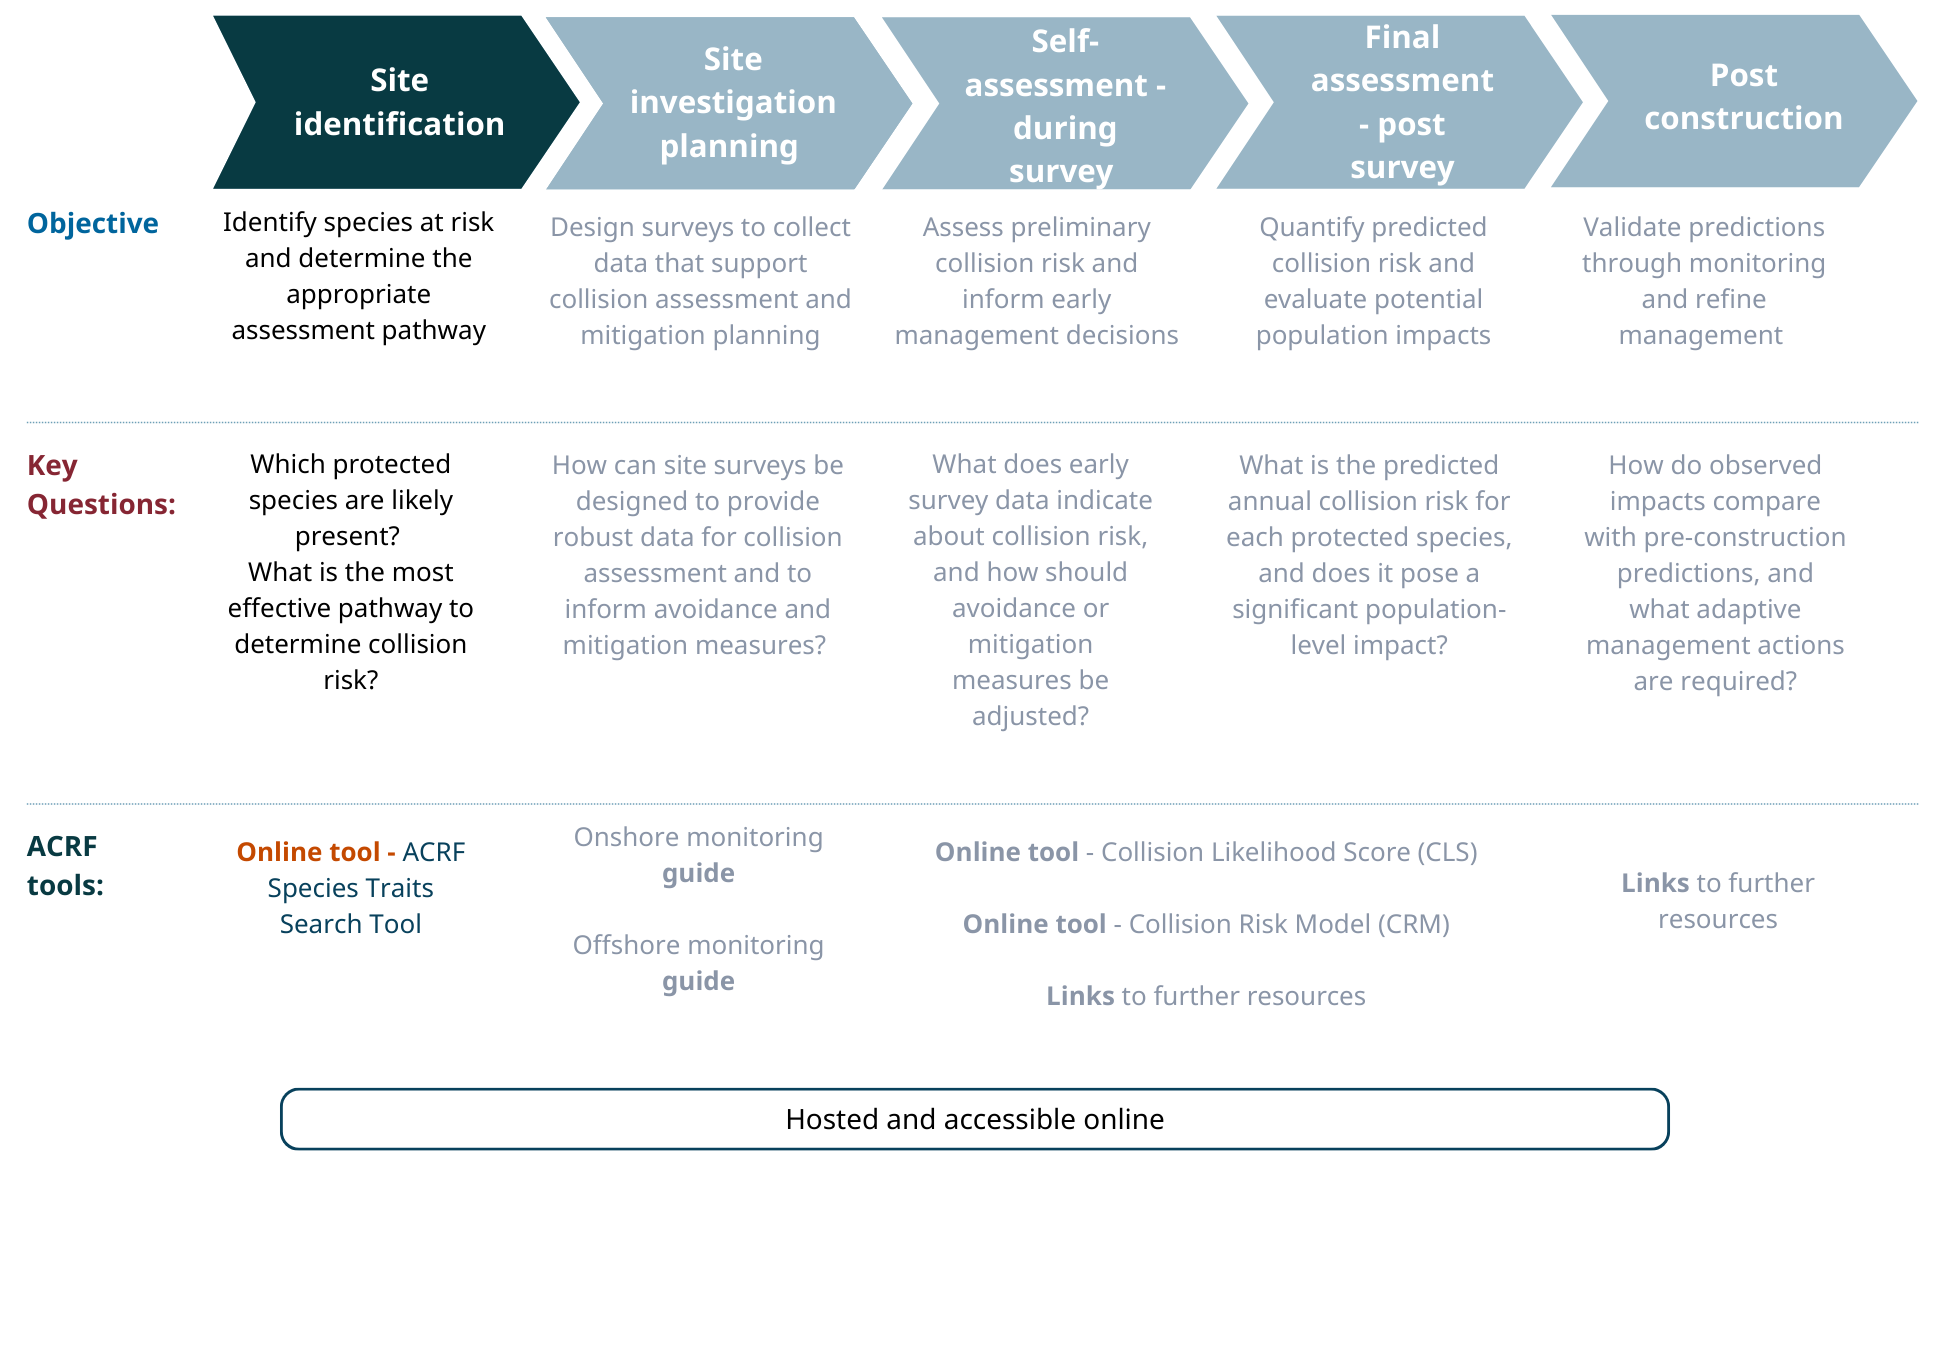 Site
identification
Site
investigation
planning
Self-
assessment -
during
survey
Final
assessment
- post
survey
Post
construction
Objective
Identify species at risk
and determine the
appropriate
assessment pathway
Design surveys to collect
data that support
collision assessment and
mitigation planning
Assess preliminary
collision risk and
inform early
management decisions
Quantify predicted
collision risk and
evaluate potential
population impacts
Validate predictions
through monitoring
and refine
management
Key
Questions:
Which protected
species are likely
present?
What is the most
effective pathway to
determine collision
risk?
How can site surveys be
designed to provide
robust data for collision
assessment and to
inform avoidance and
mitigation measures?
What does early
survey data indicate
about collision risk,
and how should
avoidance or
mitigation
measures be
adjusted?
What is the predicted
annual collision risk for
each protected species,
and does it pose a
significant population-
level impact?
How do observed
impacts compare
with pre-construction
predictions, and
what adaptive
management actions
are required?
ACRF
tools:
Online tool - ACRF
Species Traits
Search Tool
Onshore monitoring
guide
Offshore monitoring
guide
Online tool - Collision Likelihood Score (CLS)
Online tool - Collision Risk Model (CRM)
Links to further resources
Links to further
resources
Hosted and accessible online